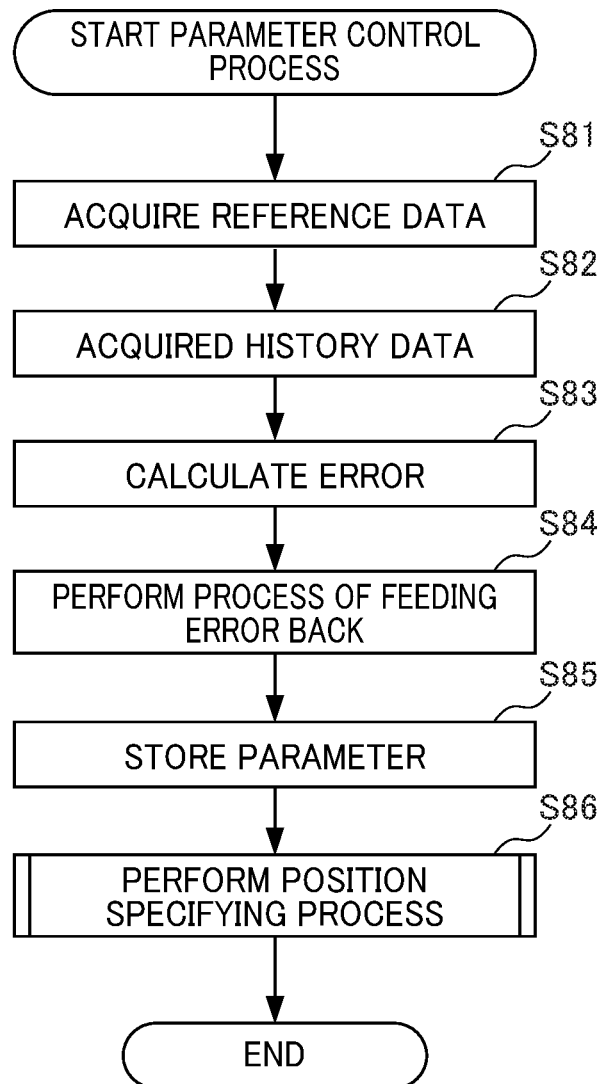 START PARAMETER CONTROL
PROCESS
S81
ACQUIRE REFERENCE DATA
S82
ACQUIRED HISTORY DATA
S83
CALCULATE ERROR
S84
PERFORM PROCESS OF FEEDING
ERROR BACK
S85
STORE PARAMETER
S86
PERFORM POSITION
SPECIFYING PROCESS
END